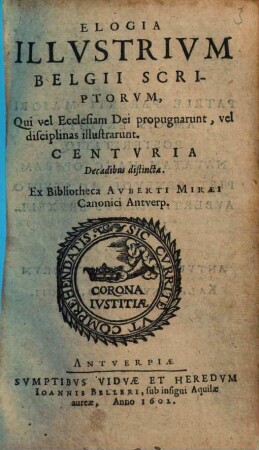 3
ELOGIA
ILLVSTRIVM
BELGII SCRI-
PTORVM,
Qui vel Ecclesiam Dei propugnarunt, vel
disciplinas illustrarunt.
CENTVRIA
Decadibus distincta.
Ex Bibliotheca AVBERTI MIRÆI
Canonici Antverp.
SIC CVRRITE VT COMPREHENDATIS
CORONA
IVSTITIÆ
ANTVERPIÆ
SVMPTIBVS VIDVÆ ET HEREDVM
IOANNIS BELLERI, sub insigni Aquilæ
aureæ, Anno 1602.